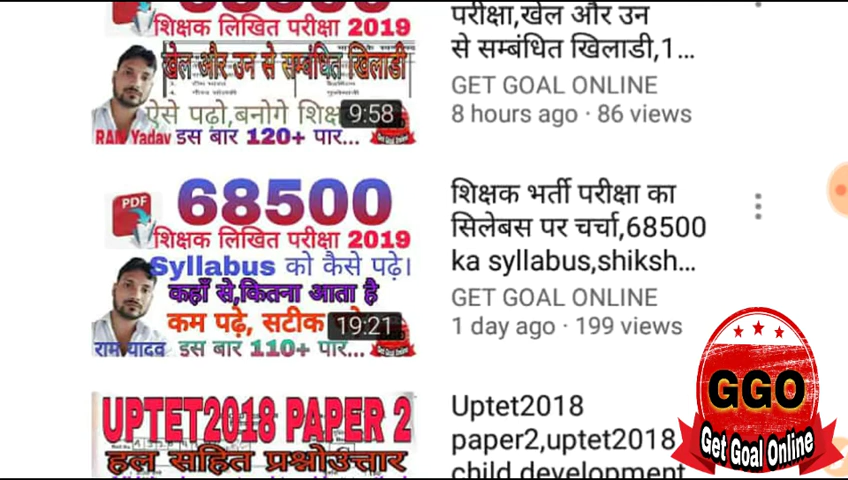 शिक्षक लिखित परीक्षा 2019
खेल और उन से सम्बंधित खिलाडी
ऐसे पढ़ो,बनोगे
9:58
RAM Yadav इस बार 120+ पार...
परीक्षा,खेल और उन
से सम्बंधित खिलाडी,1...
GET GOAL ONLINE
8 hours ago · 86 views
PDF
68500
शिक्षक लिखित परीक्षा 2019
Syllabus को कैसे पढ़े।
कहाँ से,कितना आता है
कम पढ़े, सटीक
19:21
राम यादव इस बार 110+ पार...
शिक्षक भर्ती परीक्षा का
सिलेबस पर चर्चा,68500
ka syllabus,shiksh...
GET GOAL ONLINE
1 day ago · 199 views
UPTET2018 PAPER 2
हल सहित प्रश्नोउत्तार
Uptet2018
paper2,uptet2018
child development
GGO
Get Goal Online